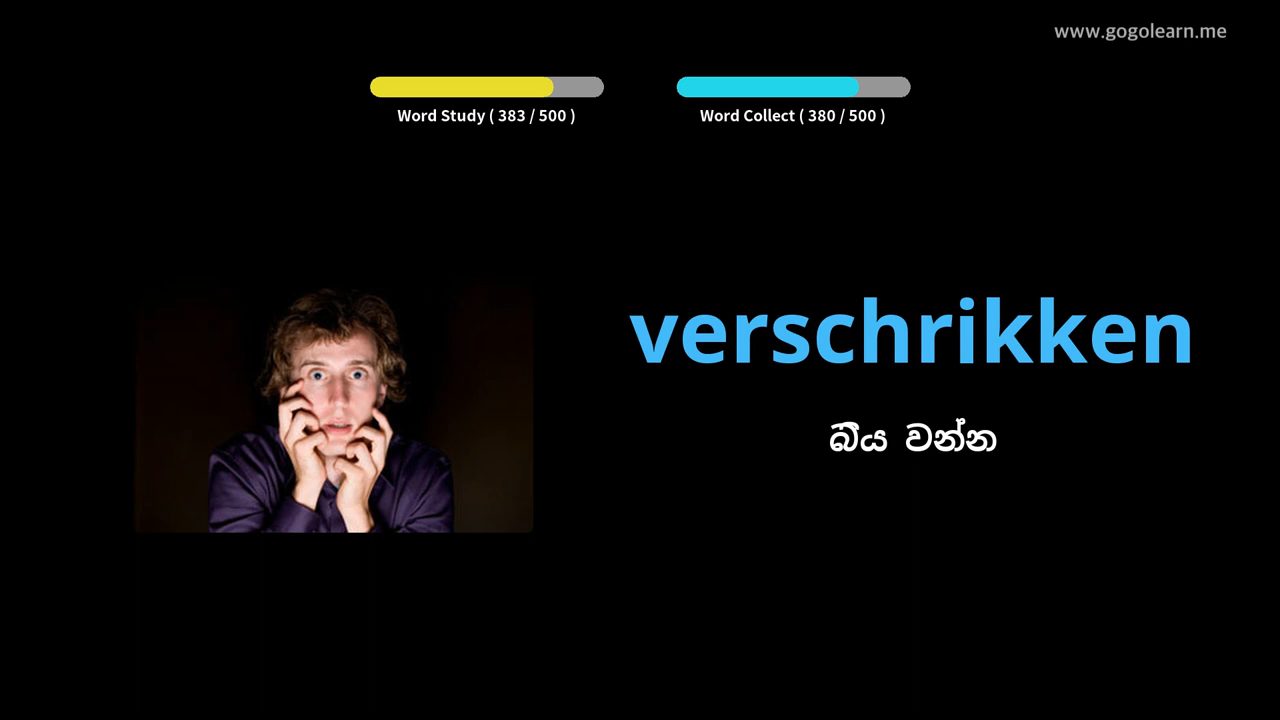 www.gogolearn.me
Word Study ( 383 / 500 )
Word Collect ( 380 / 500 )
verschrikken
බිය වන්න